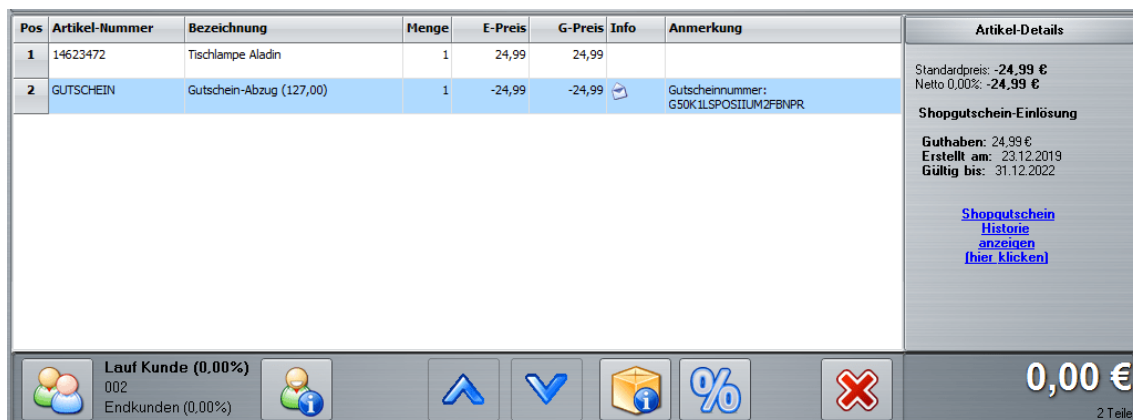 Pos Artikel-Nummer Bezeichnung Menge E-Preis G-Preis Info Anmerkung
1 14623472 Tischlampe Aladin 1 24,99 24,99
2 GUTSCHEIN Gutschein-Abzug (127,00) 1 -24,99 -24,99 Gutscheinnummer:
G50K1LSPOSIIUM2FBNPR
Artikel-Details
Standardpreis: -24,99 €
Netto 0,00%: -24,99 €
Shopgutschein-Einlösung
Guthaben: 24,99 €
Erstellt am: 23.12.2019
Gültig bis: 31.12.2022
Shopgutschein
Historie
anzeigen
(hier klicken)
Lauf Kunde (0,00%)
002
Endkunden (0,00%)
%
0,00 €
2 Teile